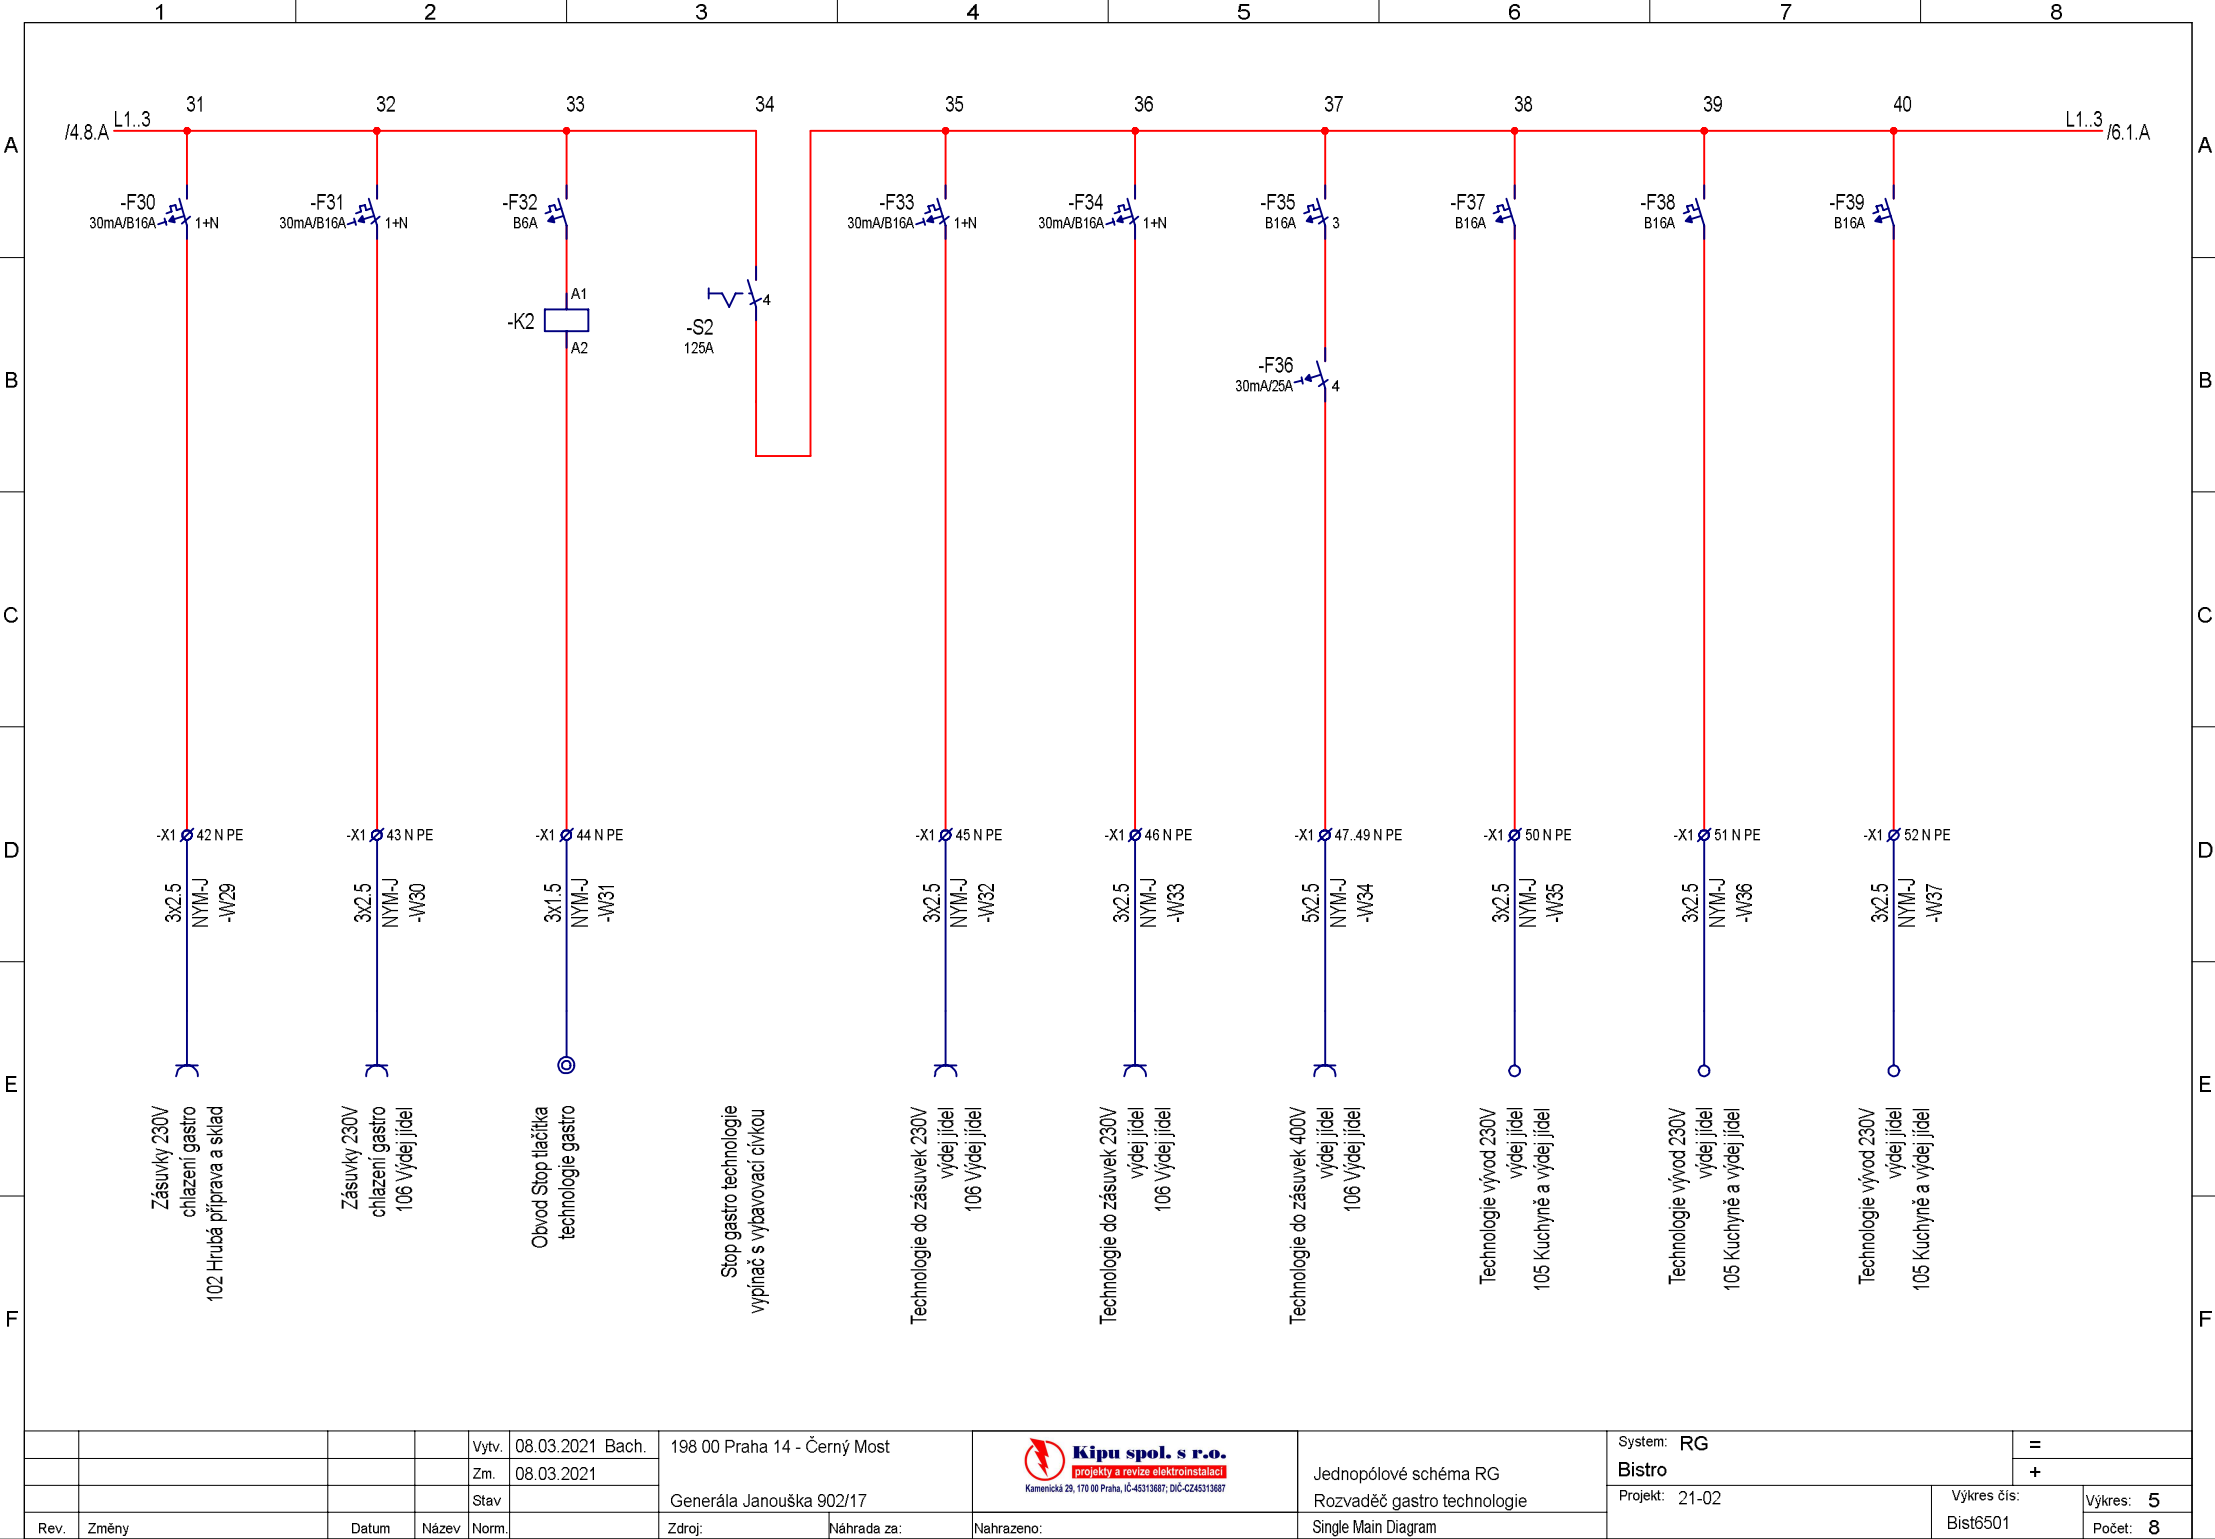 1 2 3 4 5 6 7 8
31 32 33 34 35 36 37 38 39 40
/4.8.A L1..3
L1..3 /6.1.A
A A
-F30
30mA/B16A 1+N
-F31
30mA/B16A 1+N
-F32
B6A
-F33
30mA/B16A 1+N
-F34
30mA/B16A 1+N
-F35
B16A 3
-F37
B16A
-F38
B16A
-F39
B16A
A1
-K2
A2
4
-S2
125A
-F36
30mA/25A 4
B B
C C
-X1 42 N PE
-X1 43 N PE
-X1 44 N PE
-X1 45 N PE
-X1 46 N PE
-X1 47..49 N PE
-X1 50 N PE
-X1 51 N PE
-X1 52 N PE
D D
3x2.5
NYM-J
-W29
3x2.5
NYM-J
-W30
3x1.5
NYM-J
-W31
3x2.5
NYM-J
-W32
3x2.5
NYM-J
-W33
5x2.5
NYM-J
-W34
3x2.5
NYM-J
-W35
3x2.5
NYM-J
-W36
3x2.5
NYM-J
-W37
E E
Zásuvky 230V
chlazení gastro
102 Hrubá příprava a sklad
Zásuvky 230V
chlazení gastro
106 Výdej jídel
Obvod Stop tlačítka
technologie gastro
Stop gastro technologie
vypínač s vybavovací cívkou
Technologie do zásuvek 230V
výdej jídel
106 Výdej jídel
Technologie do zásuvek 230V
výdej jídel
106 Výdej jídel
Technologie do zásuvek 400V
výdej jídel
106 Výdej jídel
Technologie vývod 230V
výdej jídel
105 Kuchyně a výdej jídel
Technologie vývod 230V
výdej jídel
105 Kuchyně a výdej jídel
Technologie vývod 230V
výdej jídel
105 Kuchyně a výdej jídel
F F
Vytv. 08.03.2021 Bach.
Zm. 08.03.2021
Stav
Rev. Změny Datum Název Norm.
198 00 Praha 14 - Černý Most
Generála Janouška 902/17
Zdroj: Náhrada za: Nahrazeno:
Kipu spol. s r.o.
projekty a revize elektroinstalací
Kamenická 29, 170 00 Praha, IČ-45313687; DIČ-CZ45313687
Jednopólové schéma RG
Rozvaděč gastro technologie
Single Main Diagram
System: RG
Bistro
=
+
Projekt: 21-02
Výkres čís:
Bist6501
Výkres: 5
Počet: 8